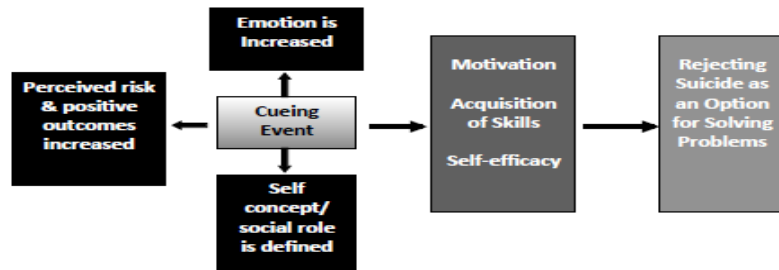 Emotion is
Increased
Perceived risk
& positive
outcomes
increased
Cueing
Event
Self
concept/
social role
is defined
Motivation
Acquisition
of Skills
Self-efficacy
Rejecting
Suicide as
an Option
for Solving
Problems